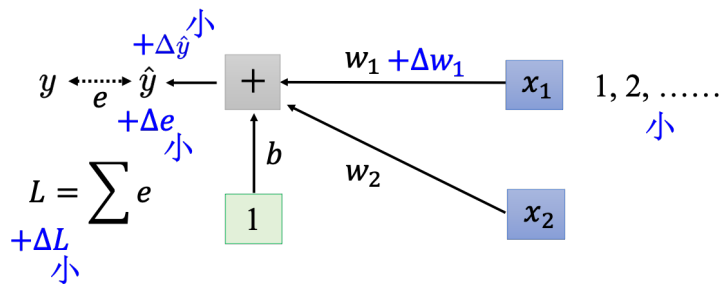 +Δŷ 小
y e ŷ + w₁ +Δw₁ x₁ 1, 2, ……
+Δe 小
小
b w₂
L = ∑ e
1 x₂
+ΔL 小